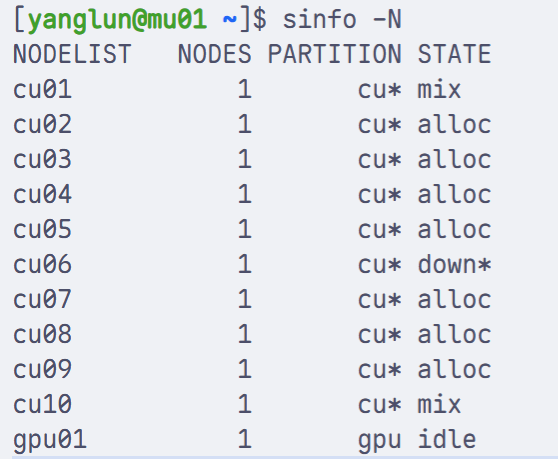 [yanglun@mu01 ~]$ sinfo -N
NODELIST   NODES PARTITION STATE
cu01           1       cu* mix
cu02           1       cu* alloc
cu03           1       cu* alloc
cu04           1       cu* alloc
cu05           1       cu* alloc
cu06           1       cu* down*
cu07           1       cu* alloc
cu08           1       cu* alloc
cu09           1       cu* alloc
cu10           1       cu* mix
gpu01          1       gpu idle